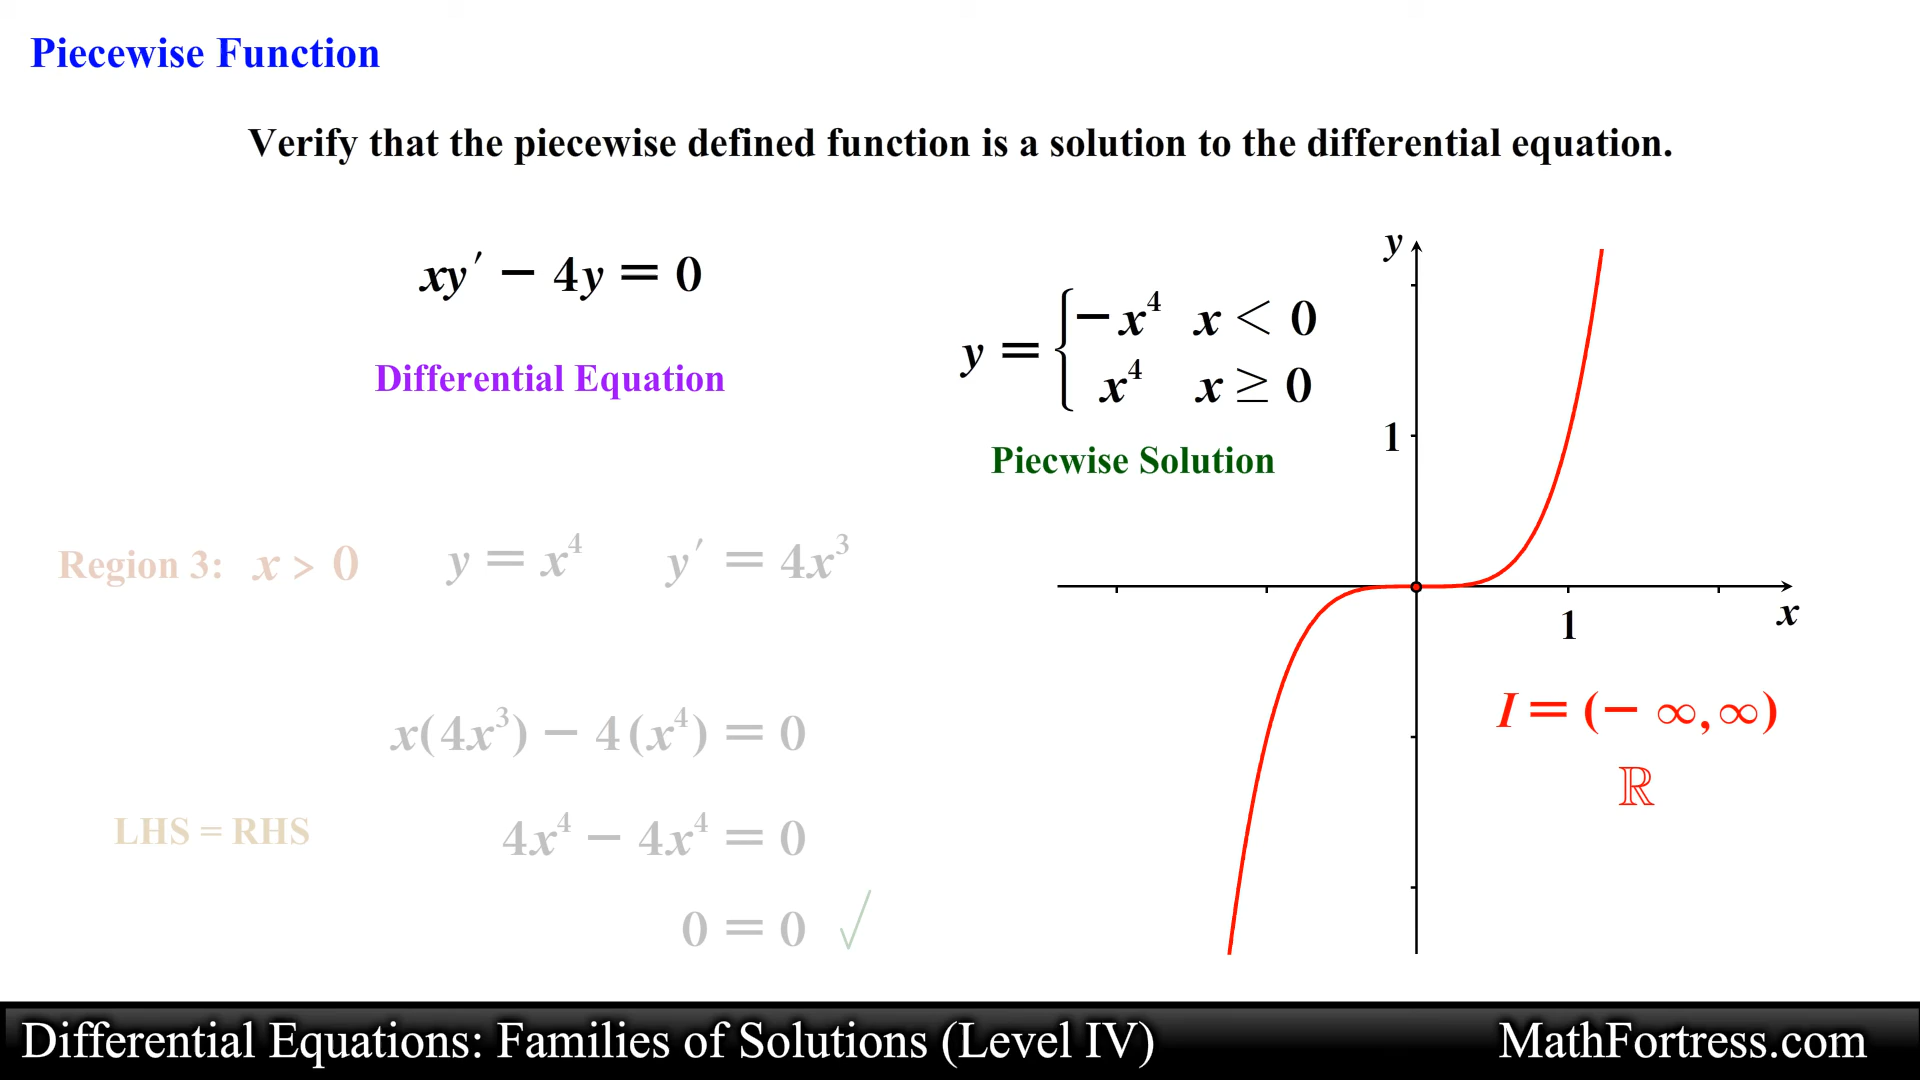 Piecewise Function
Verify that the piecewise defined function is a solution to the differential equation.
xy′ − 4y = 0
Differential Equation
y = { −x⁴ x < 0
x⁴ x ≥ 0
Piecwise Solution
y
1
x
1
I = (−∞,∞)
ℝ
Region 3: x > 0 y = x⁴ y′ = 4x³
x(4x³) − 4(x⁴) = 0
LHS = RHS 4x⁴ − 4x⁴ = 0
0 = 0 √
Differential Equations: Families of Solutions (Level IV) MathFortress.com